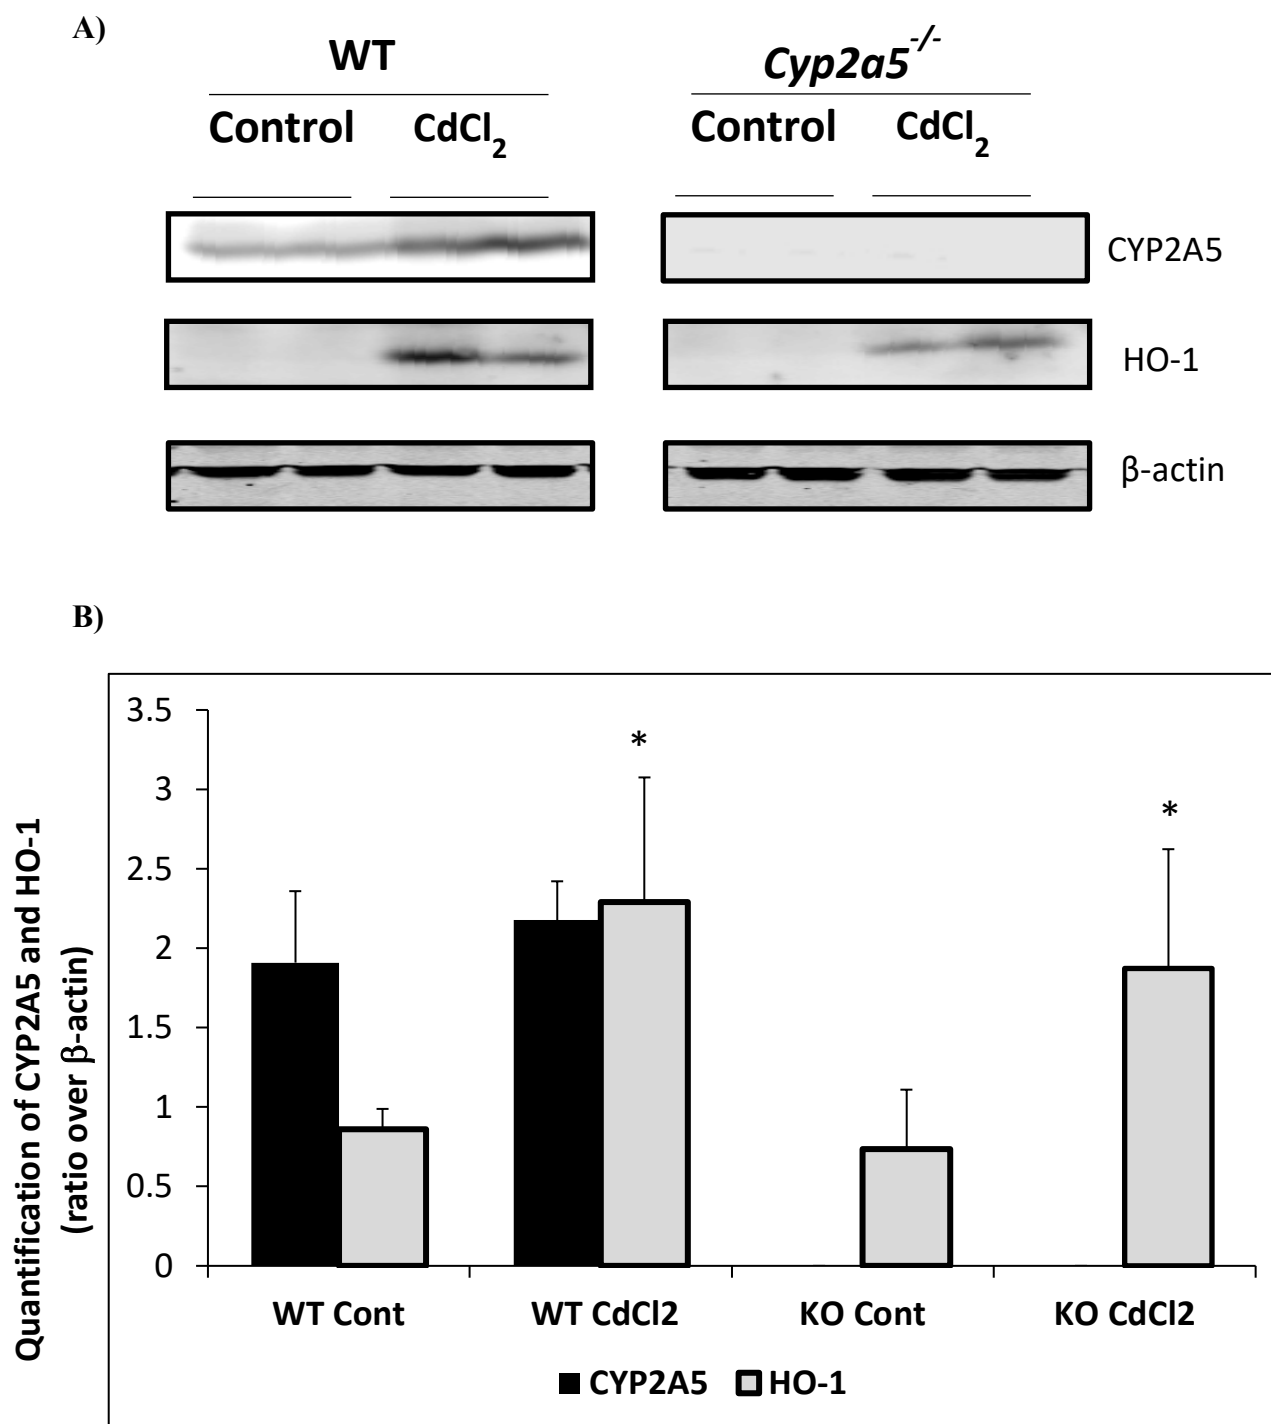 A)
WT
Cyp2a5-/-
Control CdCl2
Control CdCl2
CYP2A5
HO-1
β-actin
B)
Quantification of CYP2A5 and HO-1
(ratio over β-actin)
3.5
3
2.5
2
1.5
1
0.5
0
*
*
WT Cont
WT CdCl2
KO Cont
KO CdCl2
CYP2A5
HO-1